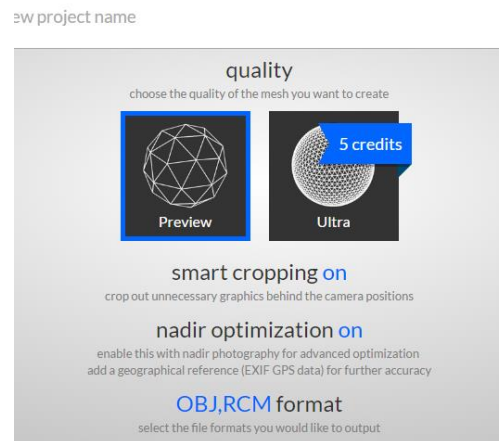 ew project name
quality
choose the quality of the mesh you want to create
5 credits
Preview
Ultra
smart cropping on
crop out unnecessary graphics behind the camera positions
nadir optimization on
enable this with nadir photography for advanced optimization
add a geographical reference (EXIF GPS data) for further accuracy
OBJ,RCM format
select the file formats you would like to output